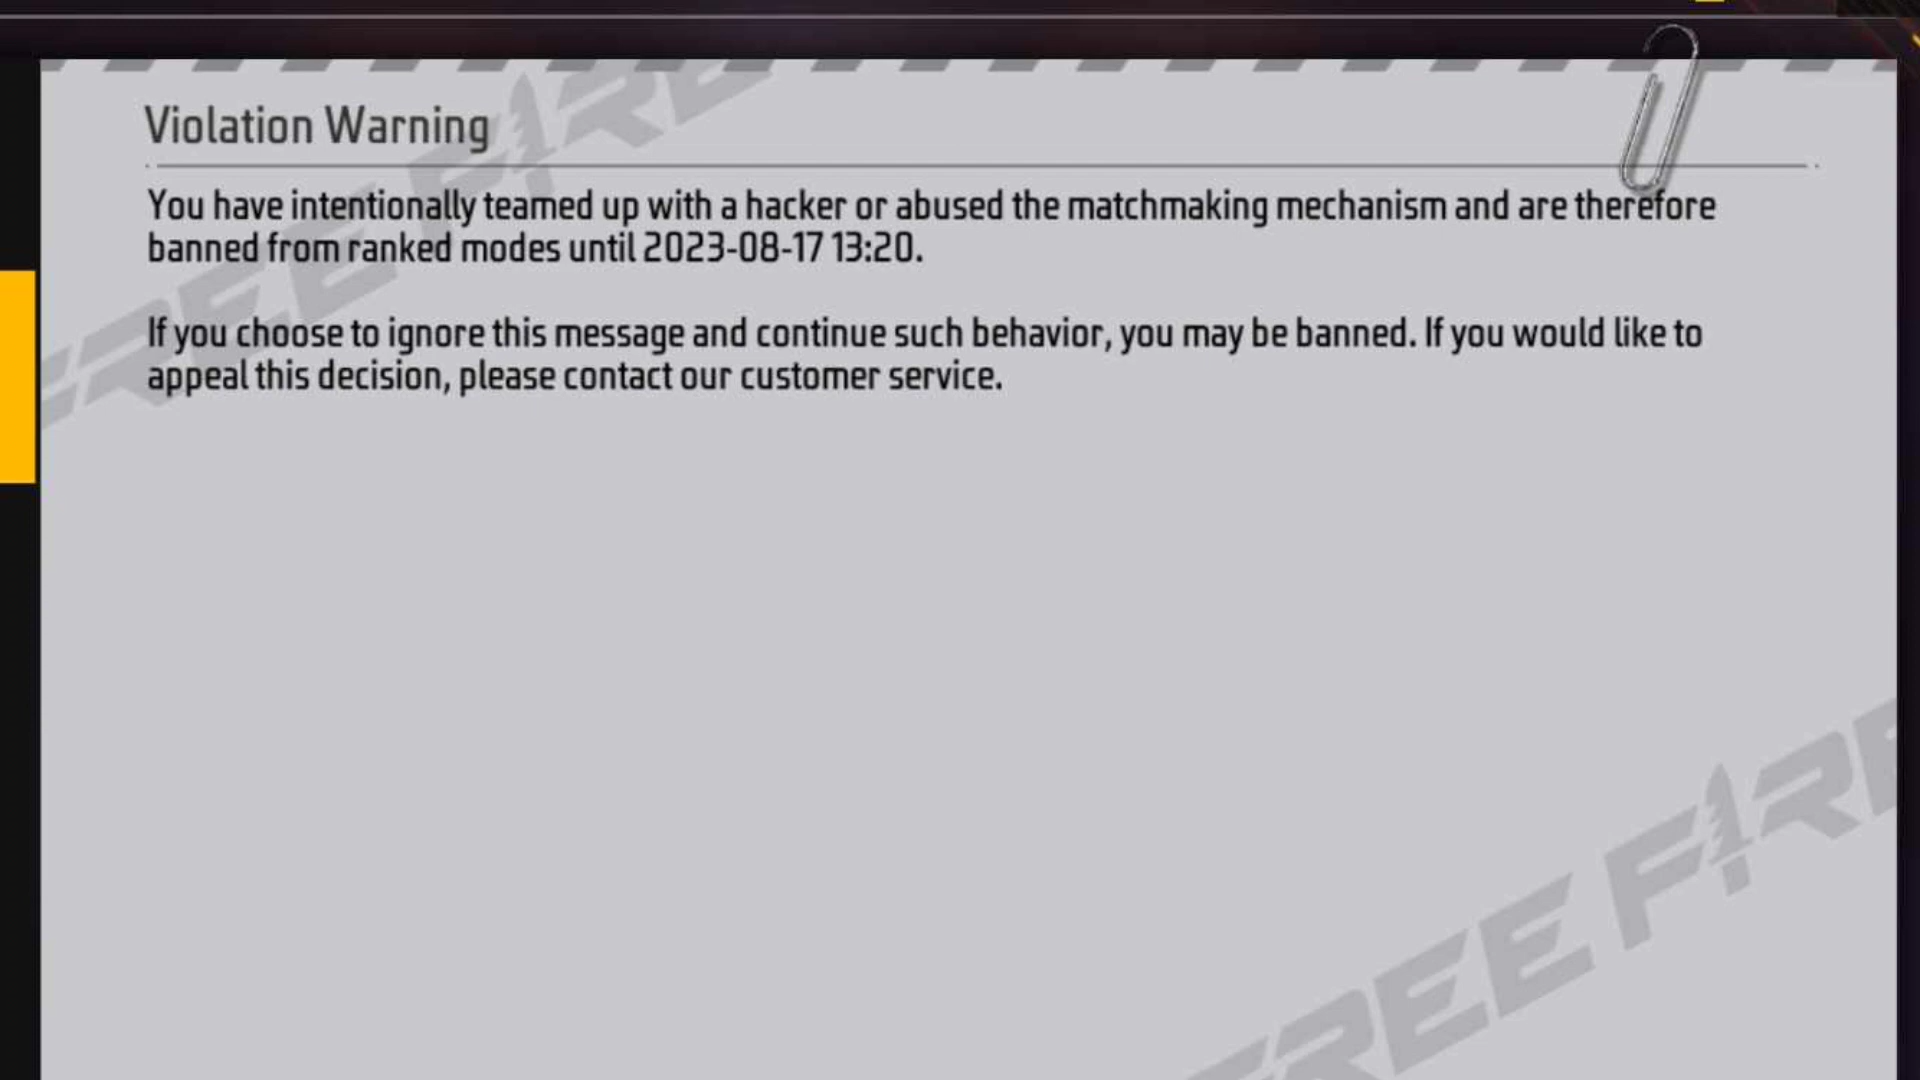 Violation Warning
You have intentionally teamed up with a hacker or abused the matchmaking mechanism and are therefore
banned from ranked modes until 2023-08-17 13:20.
If you choose to ignore this message and continue such behavior, you may be banned. If you would like to
appeal this decision, please contact our customer service.
FREE FIRE
FREE FIRE